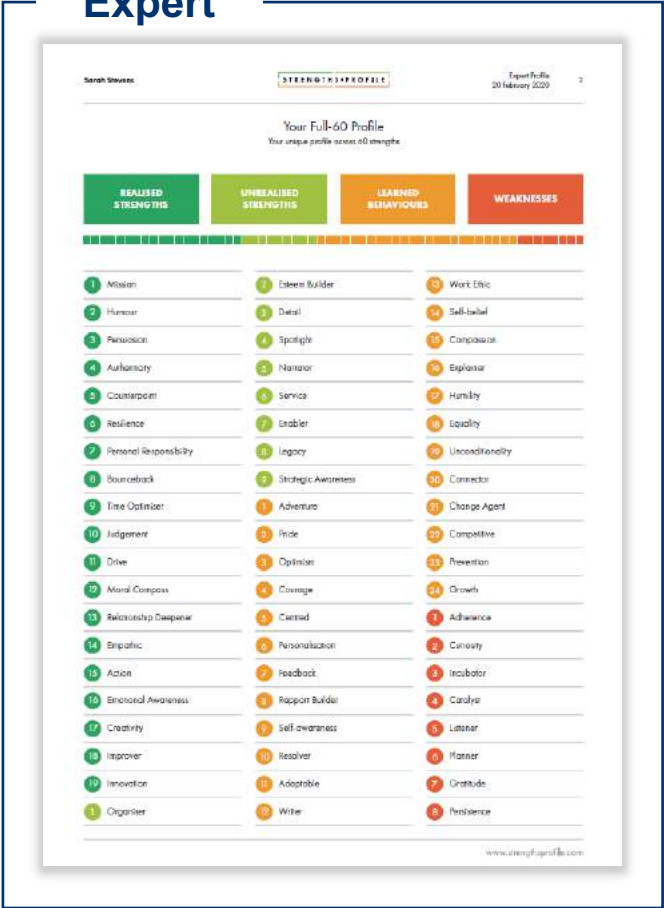 Expert
Sarah Stevens
STRENGTHS PROFILE
Expert Profile
20 February 2020
2
Your Full-60 Profile
Your unique profile across 60 strengths
REALISED
STRENGTHS
UNREALISED
STRENGTHS
LEARNED
BEHAVIOURS
WEAKNESSES
1 Mission
2 Humour
3 Persuasion
4 Authenticity
5 Counterpoint
6 Resilience
7 Personal Responsibility
8 Bounceback
9 Time Optimiser
10 Judgement
11 Drive
12 Moral Compass
13 Relationship Deepener
14 Empathic
15 Action
16 Emotional Awareness
17 Creativity
18 Improver
19 Innovation
1 Organiser
2 Esteem Builder
3 Detail
4 Spotlight
5 Narrator
6 Service
7 Enabler
8 Legacy
9 Strategic Awareness
1 Adventure
2 Pride
3 Optimism
4 Courage
5 Centred
6 Personalisation
7 Feedback
8 Rapport Builder
9 Self-awareness
10 Resolver
11 Adaptable
12 Writer
13 Work Ethic
14 Self-belief
15 Compassion
16 Explainer
17 Humility
18 Equality
19 Unconditionality
20 Connector
21 Change Agent
22 Competitive
23 Prevention
24 Growth
1 Adherence
2 Curiosity
3 Incubator
4 Catalyst
5 Listener
6 Planner
7 Gratitude
8 Persistence
www.strengthsprofile.com